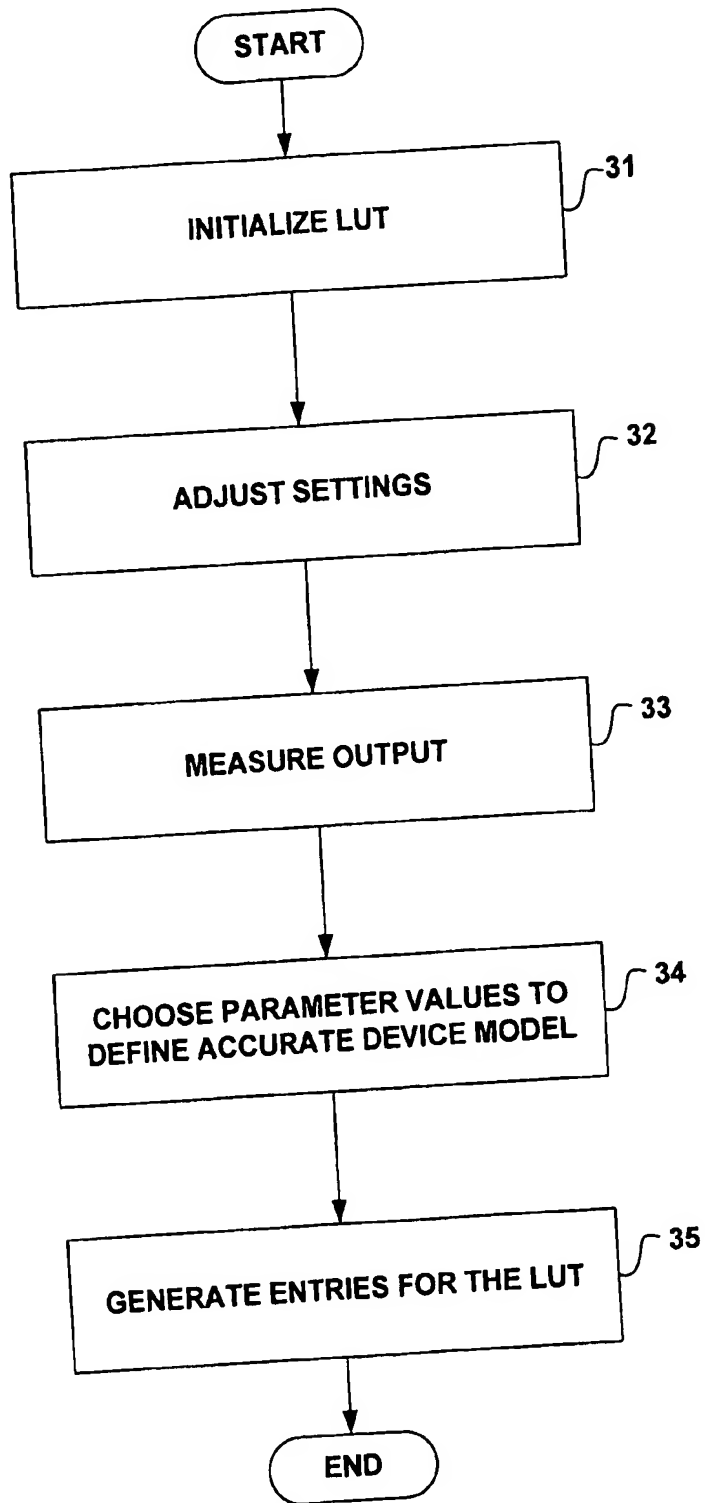 START
INITIALIZE LUT
31
ADJUST SETTINGS
32
MEASURE OUTPUT
33
CHOOSE PARAMETER VALUES TO
DEFINE ACCURATE DEVICE MODEL
34
GENERATE ENTRIES FOR THE LUT
35
END